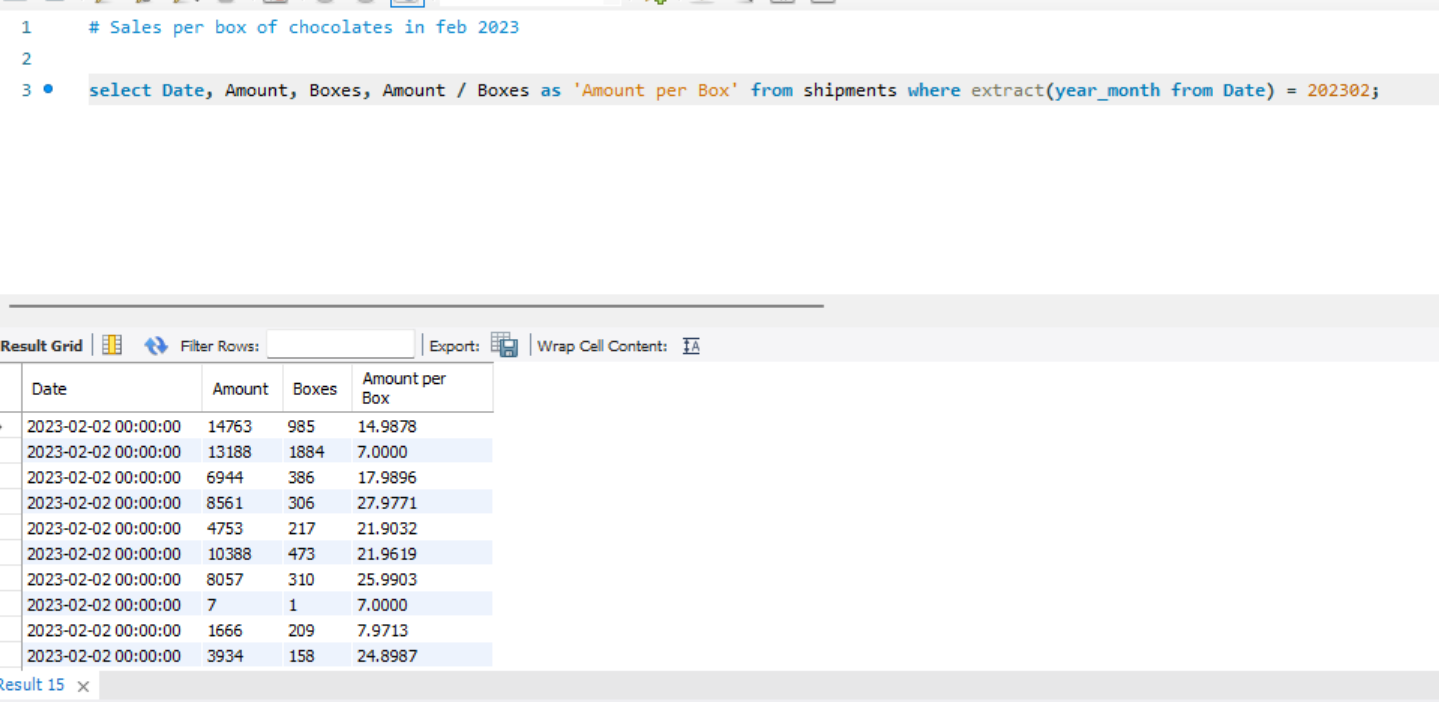 1 # Sales per box of chocolates in feb 2023
2
3 select Date, Amount, Boxes, Amount / Boxes as 'Amount per Box' from shipments where extract(year_month from Date) = 202302;
Result Grid Filter Rows: Export: Wrap Cell Content:
Date Amount Boxes Amount per
Box
2023-02-02 00:00:00 14763 985 14.9878
2023-02-02 00:00:00 13188 1884 7.0000
2023-02-02 00:00:00 6944 386 17.9896
2023-02-02 00:00:00 8561 306 27.9771
2023-02-02 00:00:00 4753 217 21.9032
2023-02-02 00:00:00 10388 473 21.9619
2023-02-02 00:00:00 8057 310 25.9903
2023-02-02 00:00:00 7 1 7.0000
2023-02-02 00:00:00 1666 209 7.9713
2023-02-02 00:00:00 3934 158 24.8987
Result 15